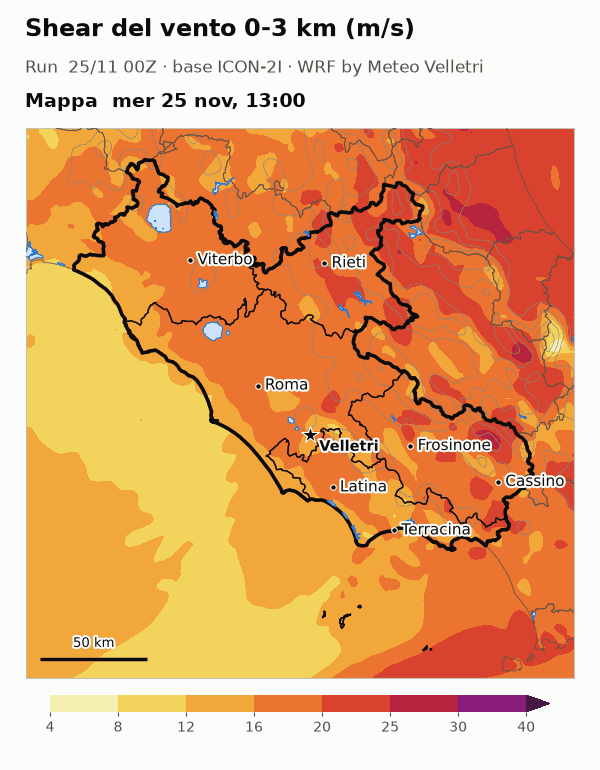 Shear del vento 0-3 km (m/s)
Run  25/11 00Z · base ICON-2I · WRF by Meteo Velletri
Mappa  mer 25 nov, 13:00
Viterbo
Rieti
Roma
Velletri
Frosinone
Latina
Cassino
Terracina
50 km
4 8 12 16 20 25 30 40